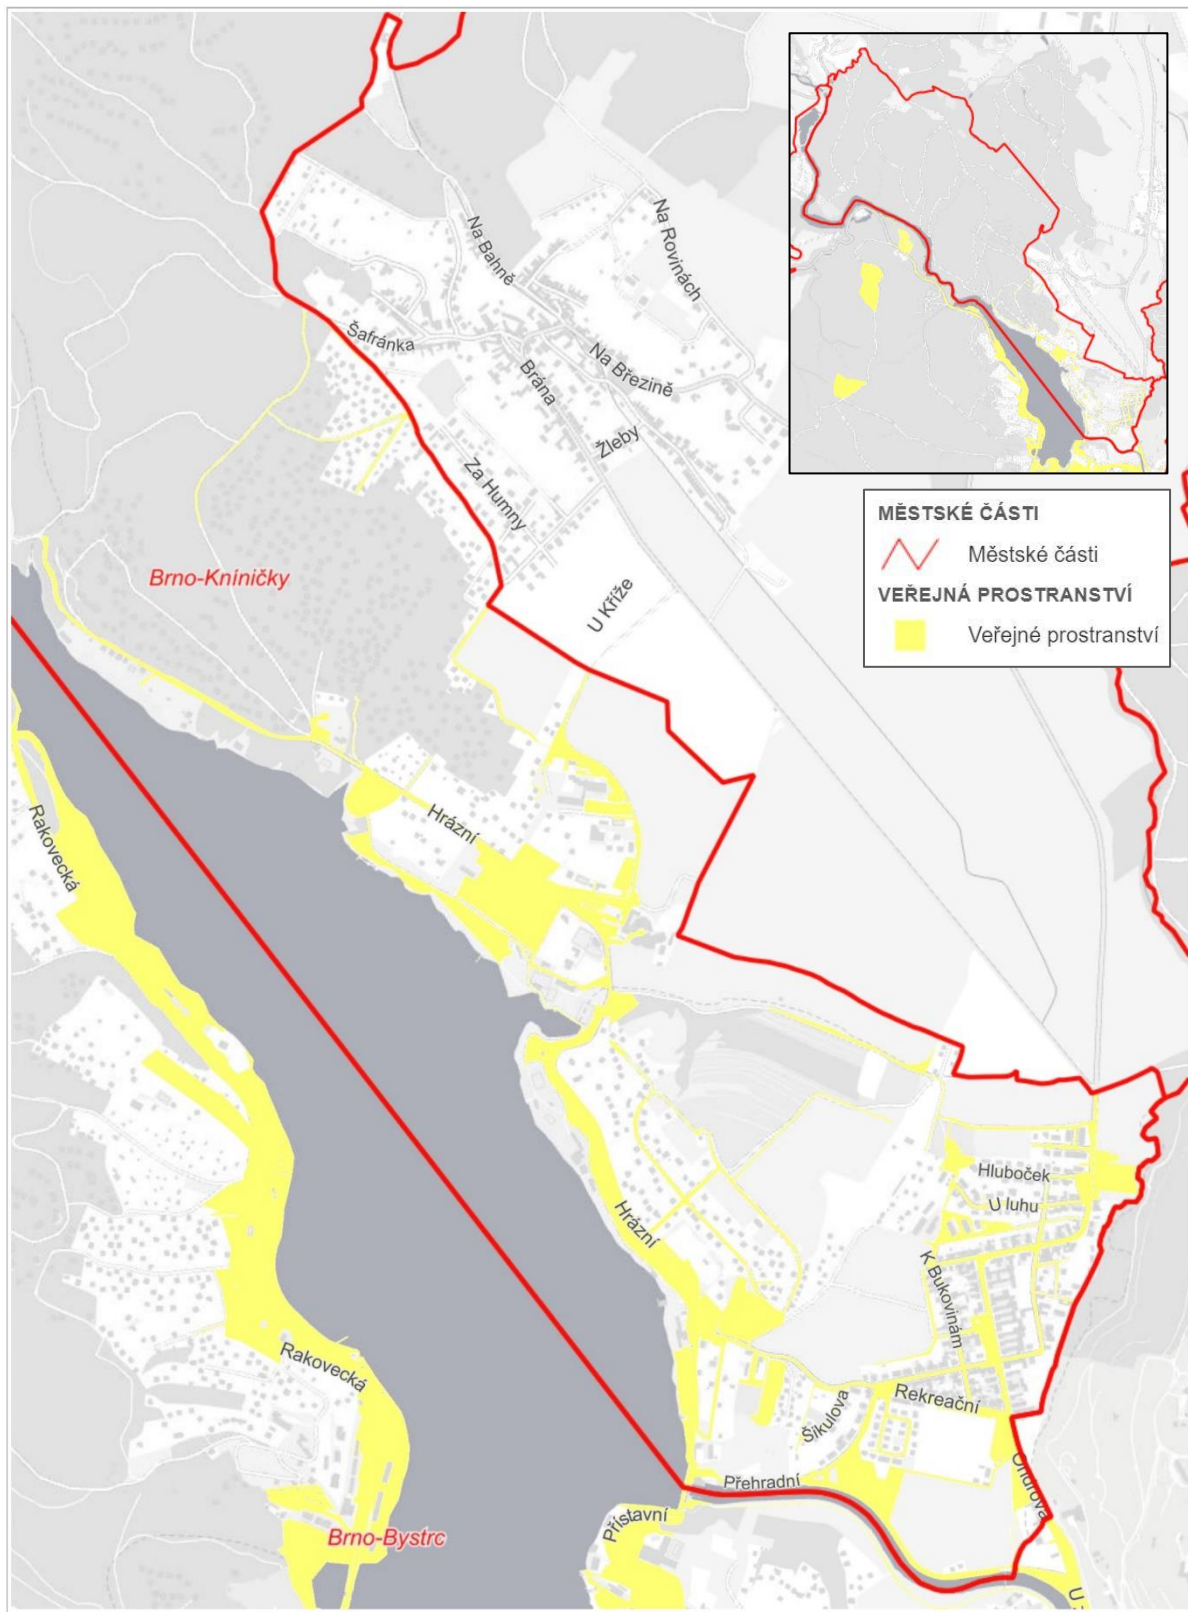 Na Bahně
Na Rovinách
Šafránka
Brána
Na Březině
Žleby
Za Humny
MĚSTSKÉ ČÁSTI
Městské části
VEŘEJNÁ PROSTRANSTVÍ
Veřejné prostranství
Brno-Kníničky
U Kříže
Rakovecká
Hrázní
Hluboček
U luhu
Hrázní
K Bukovinám
Rakovecká
Rekreační
Šikulova
Přehradní
Ondrova
Přístavní
Brno-Bystrc